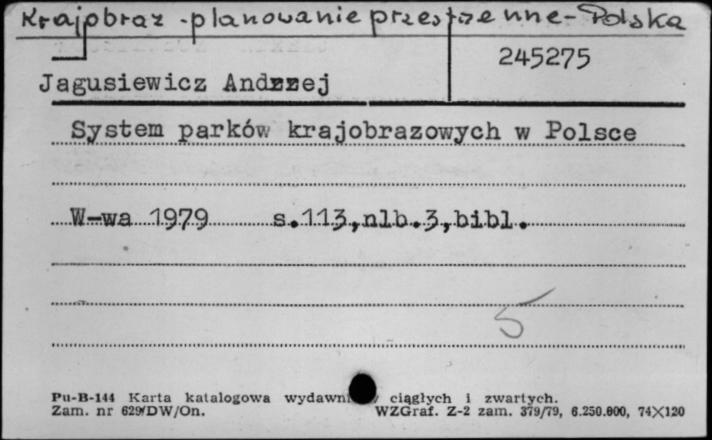 Krajobraz - planowanie przestrzenne - Polska
245275
Jagusiewicz Andrzej
System parków krajobrazowych w Polsce
W-wa 1979 s.113,nlb.3,bibl.
5
Pu-B-144 Karta katalogowa ciągłych i zwartych.
Zam. nr 629/DW/On. WZGraf. Z-2 zam. 379/79, 6.250.000, 74X120